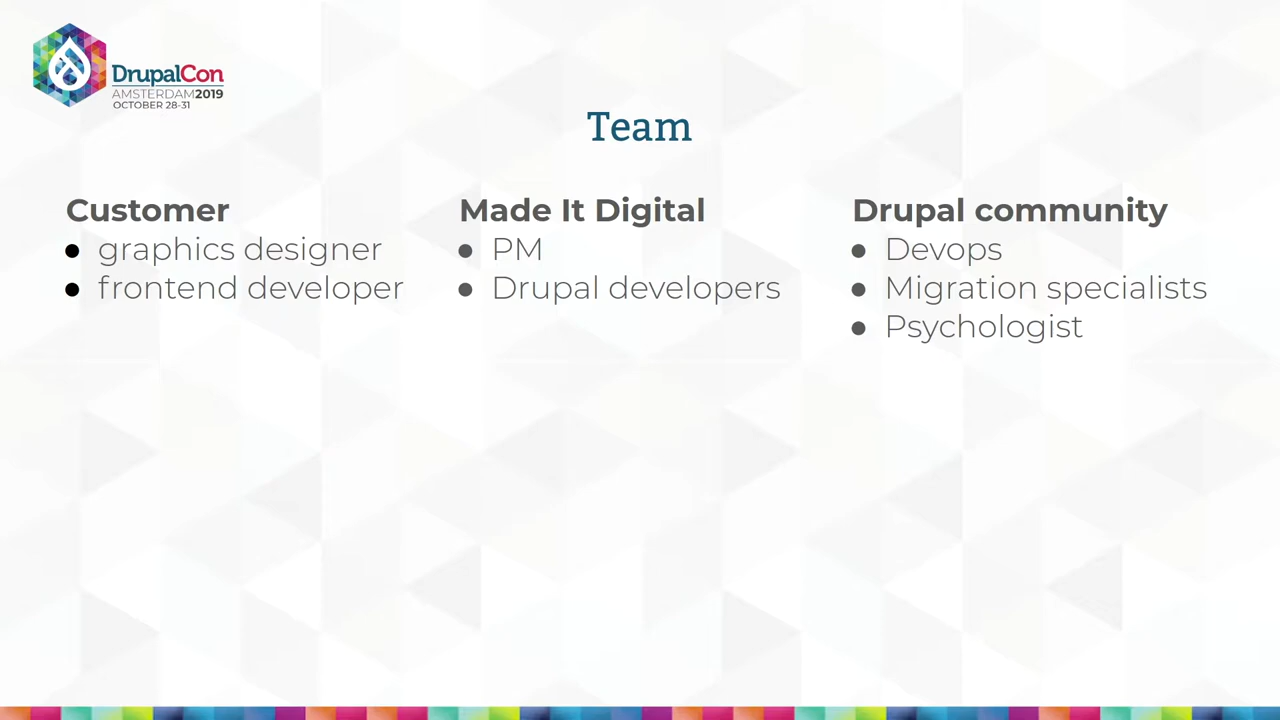 DrupalCon
AMSTERDAM2019
OCTOBER 28-31
Team
Customer
graphics designer
frontend developer
Made It Digital
PM
Drupal developers
Drupal community
Devops
Migration specialists
Psychologist